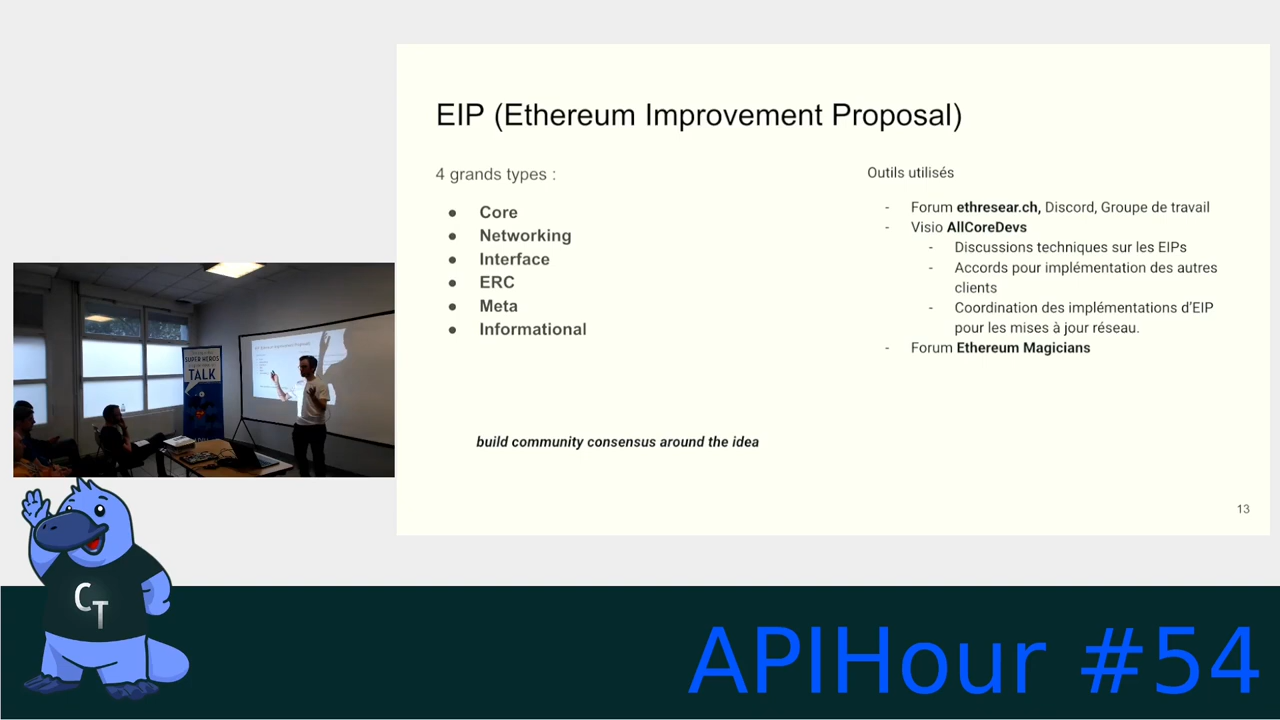 EIP (Ethereum Improvement Proposal)
4 grands types :
● Core
● Networking
● Interface
● ERC
● Meta
● Informational
build community consensus around the idea
Outils utilisés
- Forum ethresear.ch, Discord, Groupe de travail
- Visio AllCoreDevs
- Discussions techniques sur les EIPs
- Accords pour implémentation des autres
clients
- Coordination des implémentations d'EIP
pour les mises à jour réseau.
- Forum Ethereum Magicians
13
SUPER HEROS
TALK
CT
APIHour #54